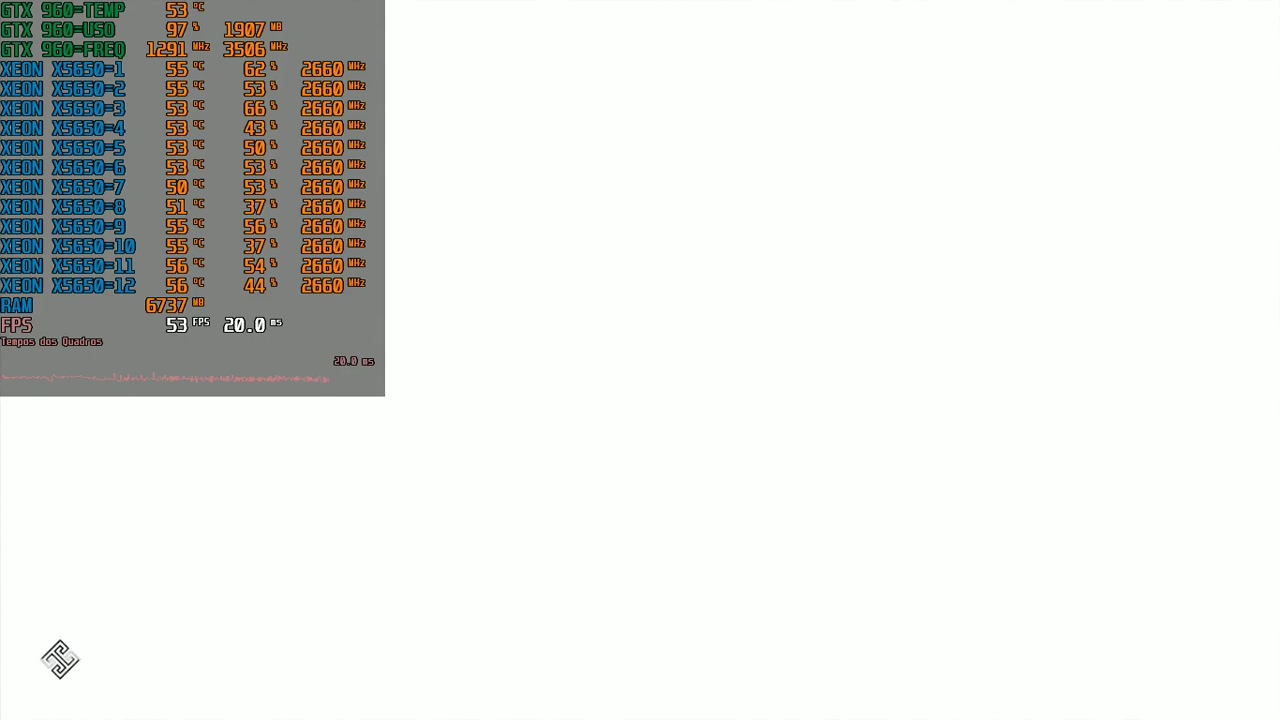 GTX 960=TEMP 53 °C
GTX 960=USO 97 % 1907 MB
GTX 960=FREQ 1291 MHz 3506 MHz
XEON X5650=1 55 °C 62 % 2660 MHz
XEON X5650=2 55 °C 53 % 2660 MHz
XEON X5650=3 53 °C 66 % 2660 MHz
XEON X5650=4 53 °C 43 % 2660 MHz
XEON X5650=5 53 °C 50 % 2660 MHz
XEON X5650=6 53 °C 53 % 2660 MHz
XEON X5650=7 50 °C 53 % 2660 MHz
XEON X5650=8 51 °C 37 % 2660 MHz
XEON X5650=9 55 °C 56 % 2660 MHz
XEON X5650=10 55 °C 37 % 2660 MHz
XEON X5650=11 56 °C 54 % 2660 MHz
XEON X5650=12 56 °C 44 % 2660 MHz
RAM 6737 MB
FPS 53 FPS 20.0 ms
Tempos dos Quadros
20.0 ms